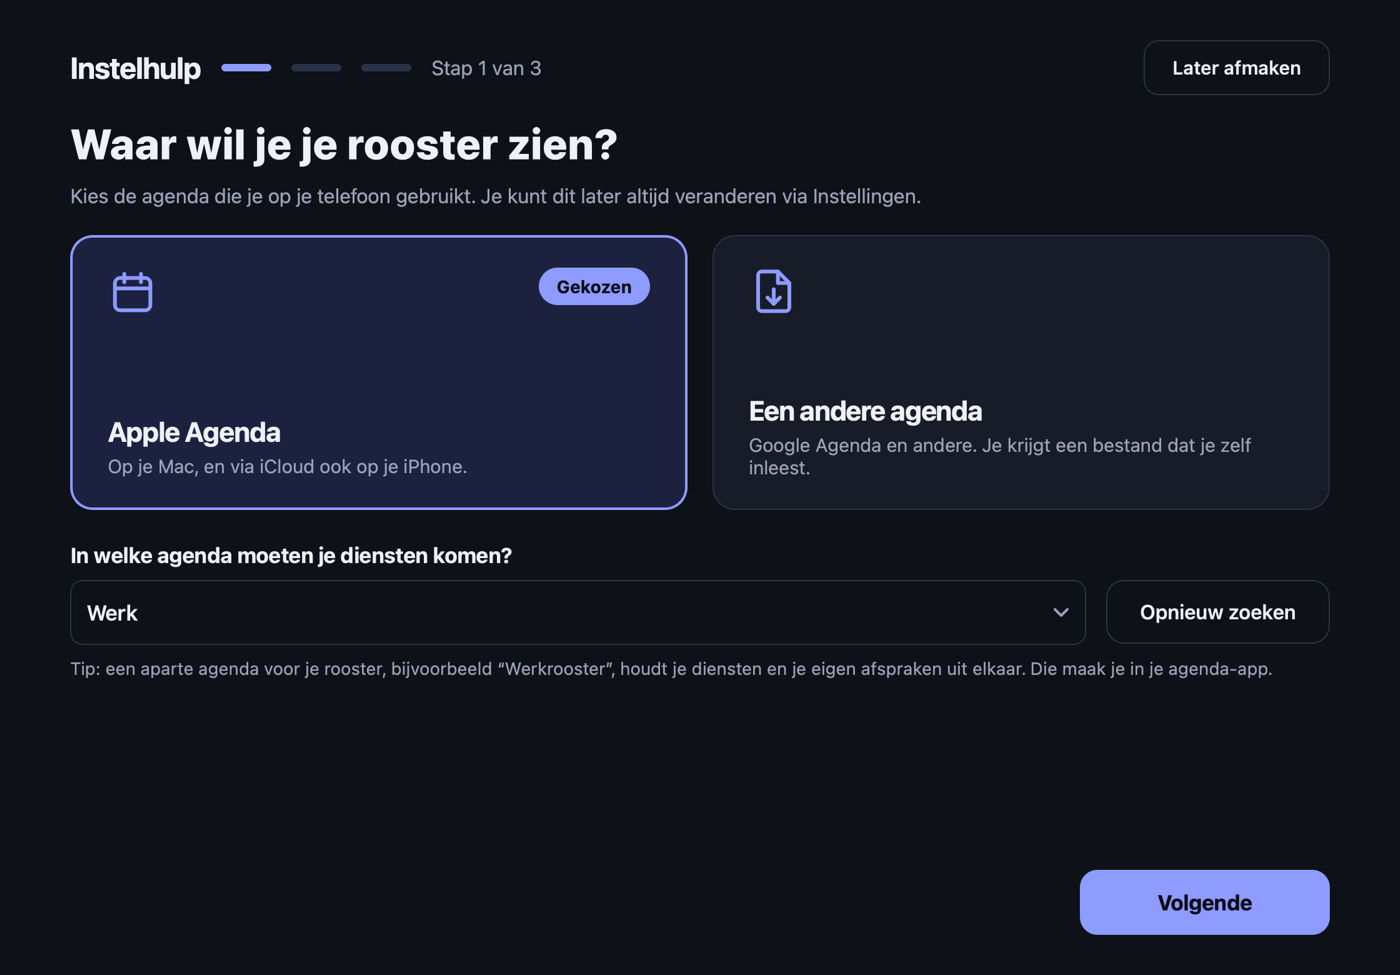 Instelhulp
Stap 1 van 3
Later afmaken
Waar wil je je rooster zien?
Kies de agenda die je op je telefoon gebruikt. Je kunt dit later altijd veranderen via Instellingen.
Gekozen
Apple Agenda
Op je Mac, en via iCloud ook op je iPhone.
Een andere agenda
Google Agenda en andere. Je krijgt een bestand dat je zelf
inleest.
In welke agenda moeten je diensten komen?
Werk
Opnieuw zoeken
Tip: een aparte agenda voor je rooster, bijvoorbeeld “Werkrooster”, houdt je diensten en je eigen afspraken uit elkaar. Die maak je in je agenda-app.
Volgende